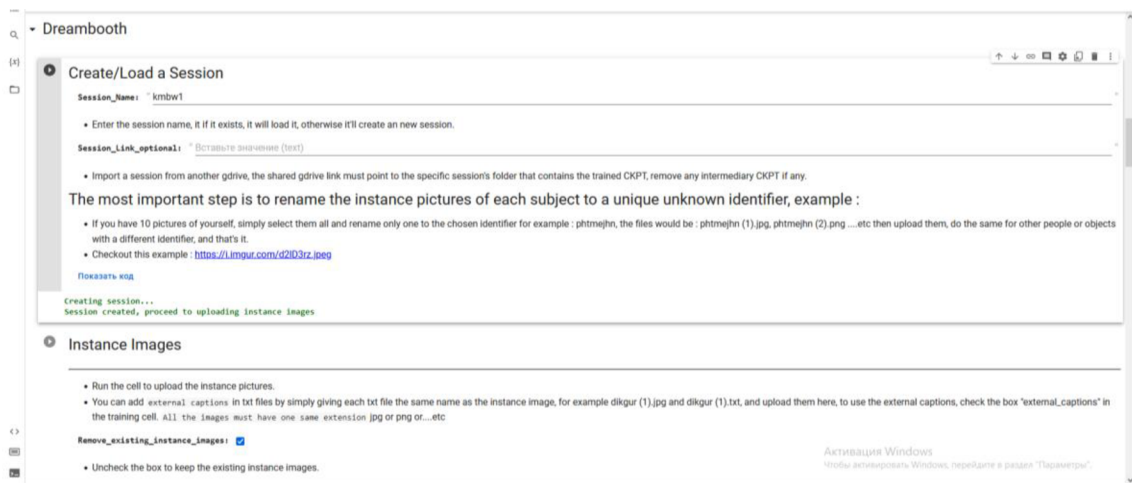 Dreambooth
{x}
Create/Load a Session
Session_Name: " kmbw1 "
• Enter the session name, it if it exists, it will load it, otherwise it'll create an new session.
Session_Link_optional: " Вставьте значение (text) "
• Import a session from another gdrive, the shared gdrive link must point to the specific session's folder that contains the trained CKPT, remove any intermediary CKPT if any.
The most important step is to rename the instance pictures of each subject to a unique unknown identifier, example :
• If you have 10 pictures of yourself, simply select them all and rename only one to the chosen identifier for example : phtmejhn, the files would be : phtmejhn (1).jpg, phtmejhn (2).png ....etc then upload them, do the same for other people or objects
with a different identifier, and that's it.
• Checkout this example : https://i.imgur.com/d2lD3rz.jpeg
Показать код
Creating session...
Session created, proceed to uploading instance images
Instance Images
• Run the cell to upload the instance pictures.
• You can add external captions in txt files by simply giving each txt file the same name as the instance image, for example dikgur (1).jpg and dikgur (1).txt, and upload them here, to use the external captions, check the box "external_captions" in
the training cell. All the images must have one same extension jpg or png or....etc
Remove_existing_instance_images:
• Uncheck the box to keep the existing instance images.
Активация Windows
Чтобы активировать Windows, перейдите в раздел "Параметры".